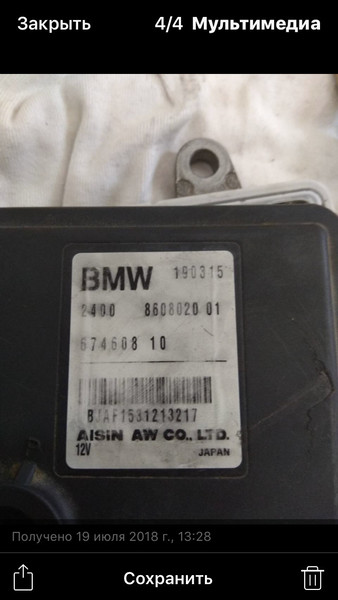 Закрыть 4/4 Мультимедиа
BMW 190315
2400 8608020 01
674608 10
BJAF1531213217
AISIN AW CO., LTD.
12V JAPAN
Получено 19 июля 2018 г., 13:28
Сохранить